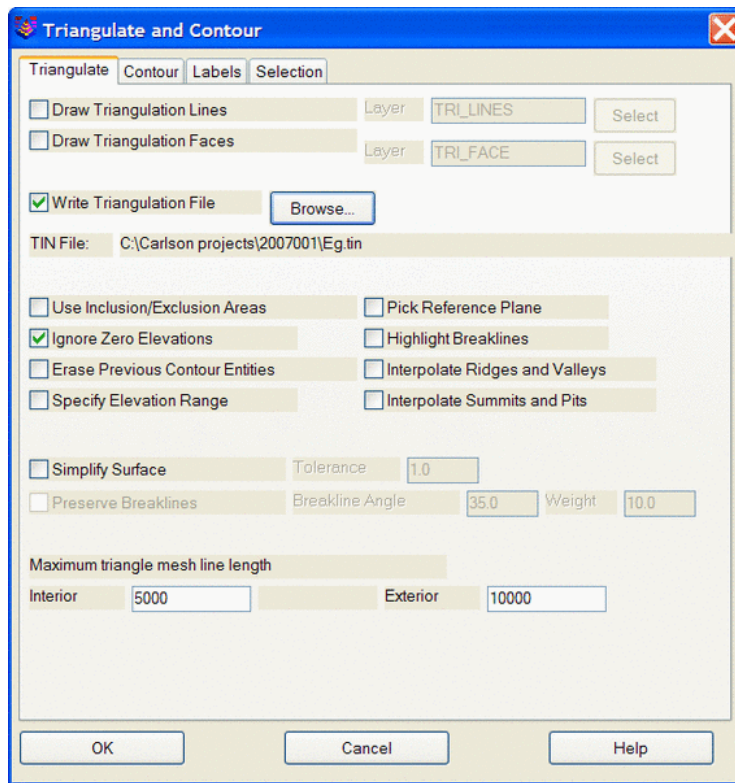 Triangulate and Contour
Triangulate Contour Labels Selection
Draw Triangulation Lines Layer TRI_LINES Select
Draw Triangulation Faces Layer TRI_FACE Select
Write Triangulation File Browse...
TIN File: C:\Carlson projects\2007001\Eg.tin
Use Inclusion/Exclusion Areas Pick Reference Plane
Ignore Zero Elevations Highlight Breaklines
Erase Previous Contour Entities Interpolate Ridges and Valleys
Specify Elevation Range Interpolate Summits and Pits
Simplify Surface Tolerance 1.0
Preserve Breaklines Breakline Angle 35.0 Weight 10.0
Maximum triangle mesh line length
Interior 5000 Exterior 10000
OK Cancel Help